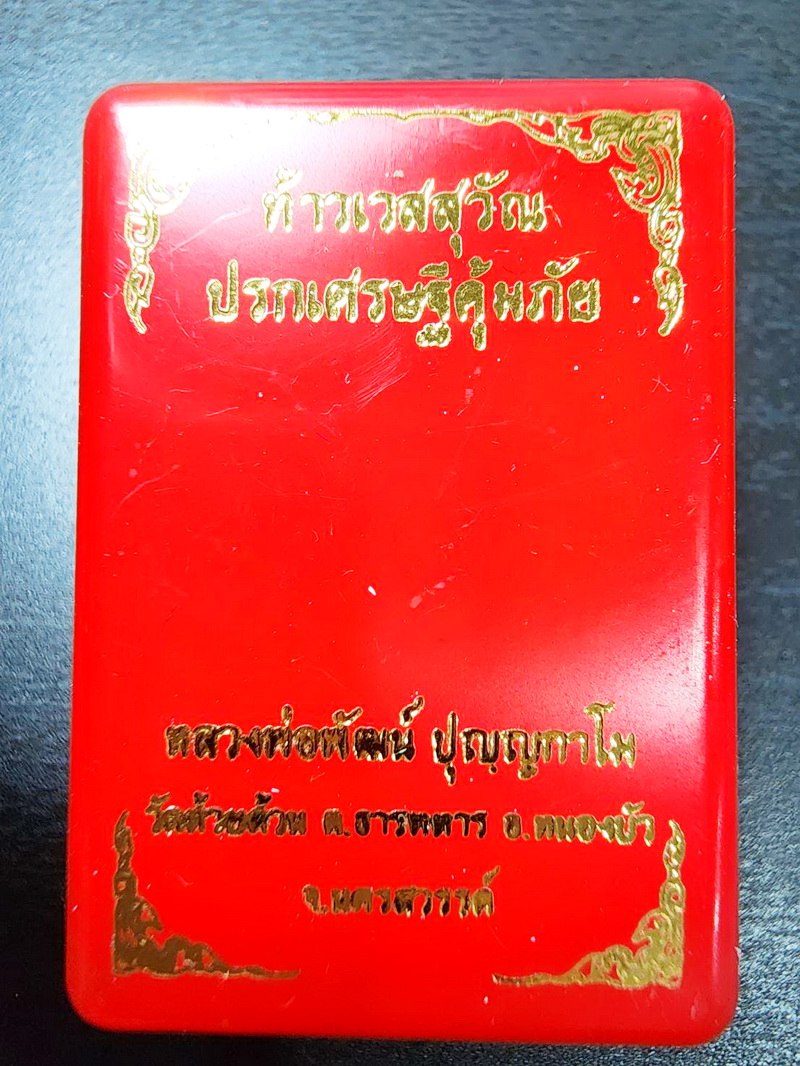 ท้าวเวสสุวัณ
ปรกเศรษฐีคุ้มภัย
หลวงพ่อพัฒน์ ปุญฺญกาโม
วัดห้วยด้วน ต.ธารทหาร อ.หนองบัว
จ.นครสวรรค์